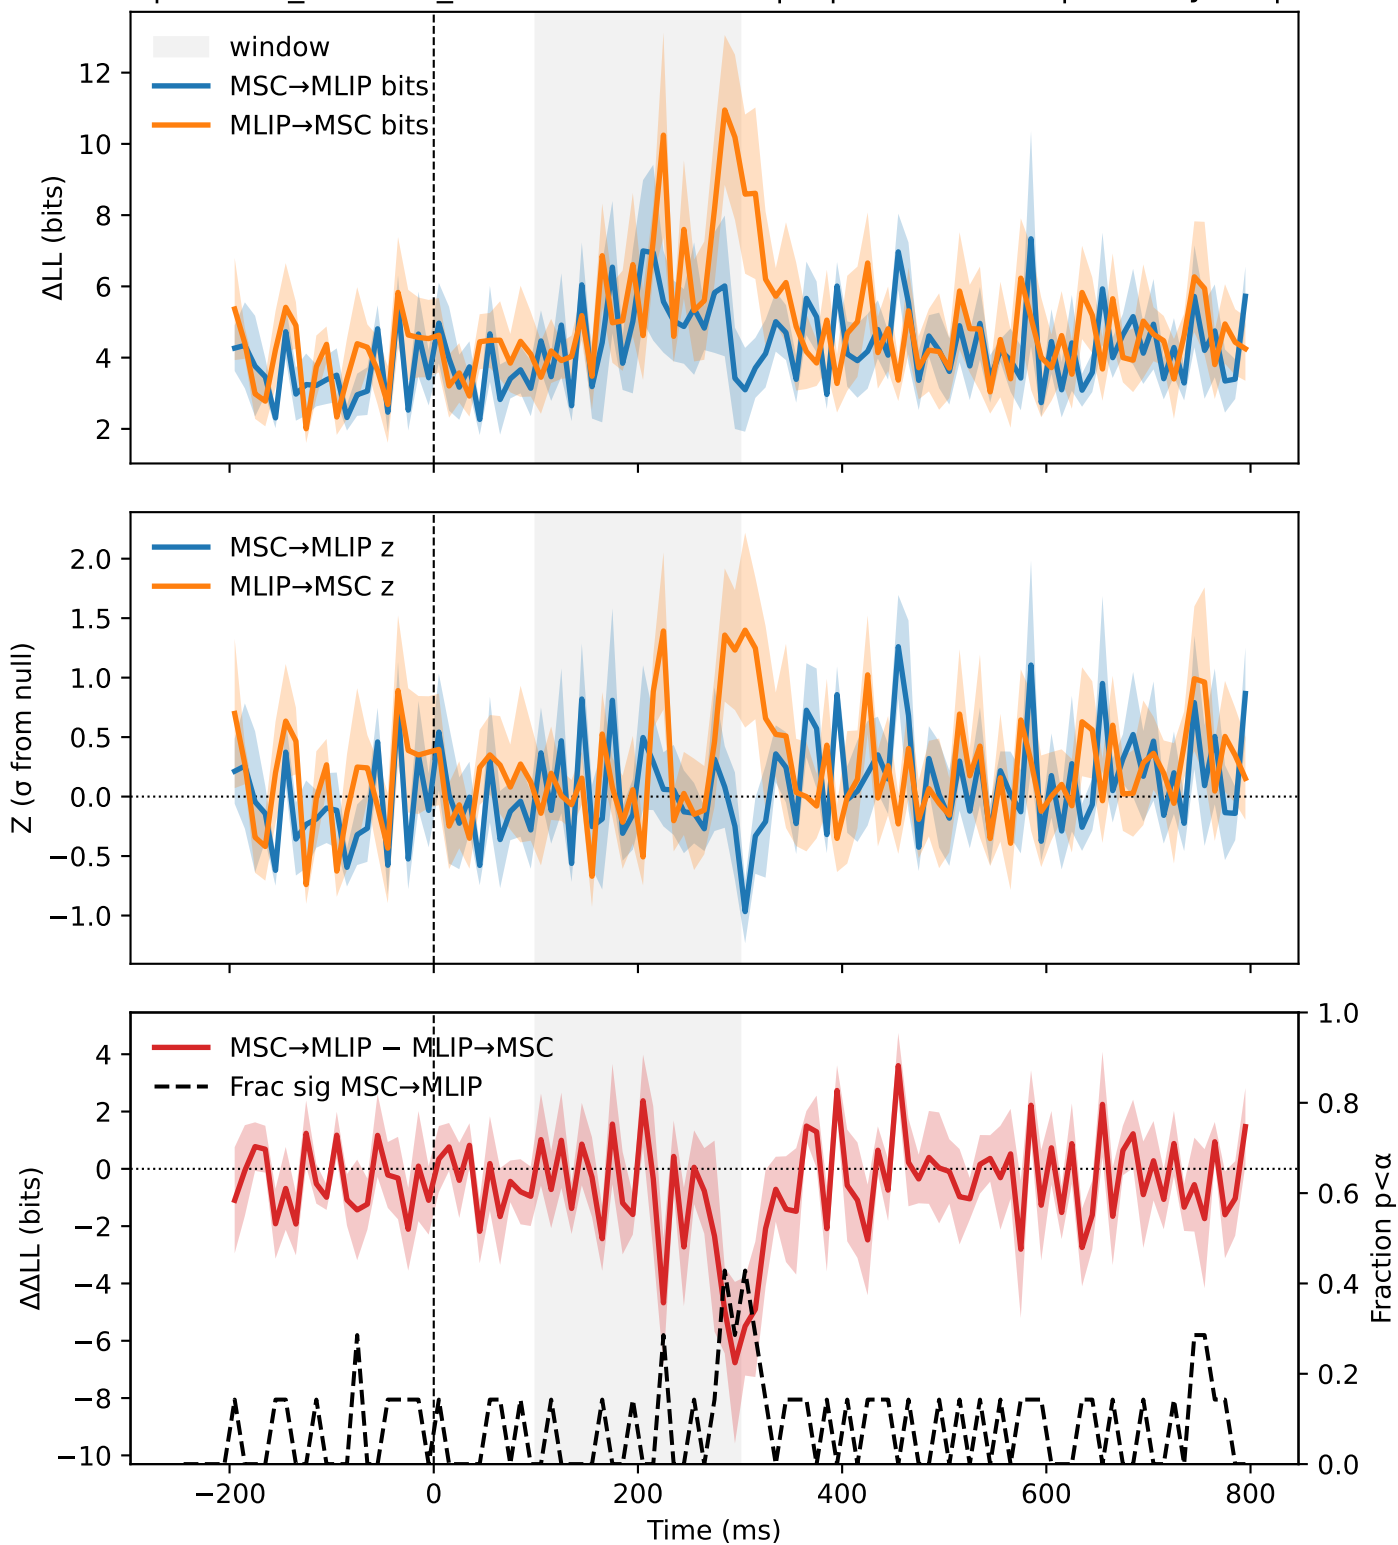 window
MSC→MLIP bits
MLIP→MSC bits
12
10
8
6
4
2
ΔLL (bits)
MSC→MLIP z
MLIP→MSC z
2.0
1.5
1.0
0.5
0.0
−0.5
−1.0
Z (σ from null)
MSC→MLIP − MLIP→MSC
Frac sig MSC→MLIP
4
2
0
−2
−4
−6
−8
−10
ΔΔLL (bits)
1.0
0.8
0.6
0.4
0.2
0.0
Fraction p<α
−200 0 200 400 600 800
Time (ms)